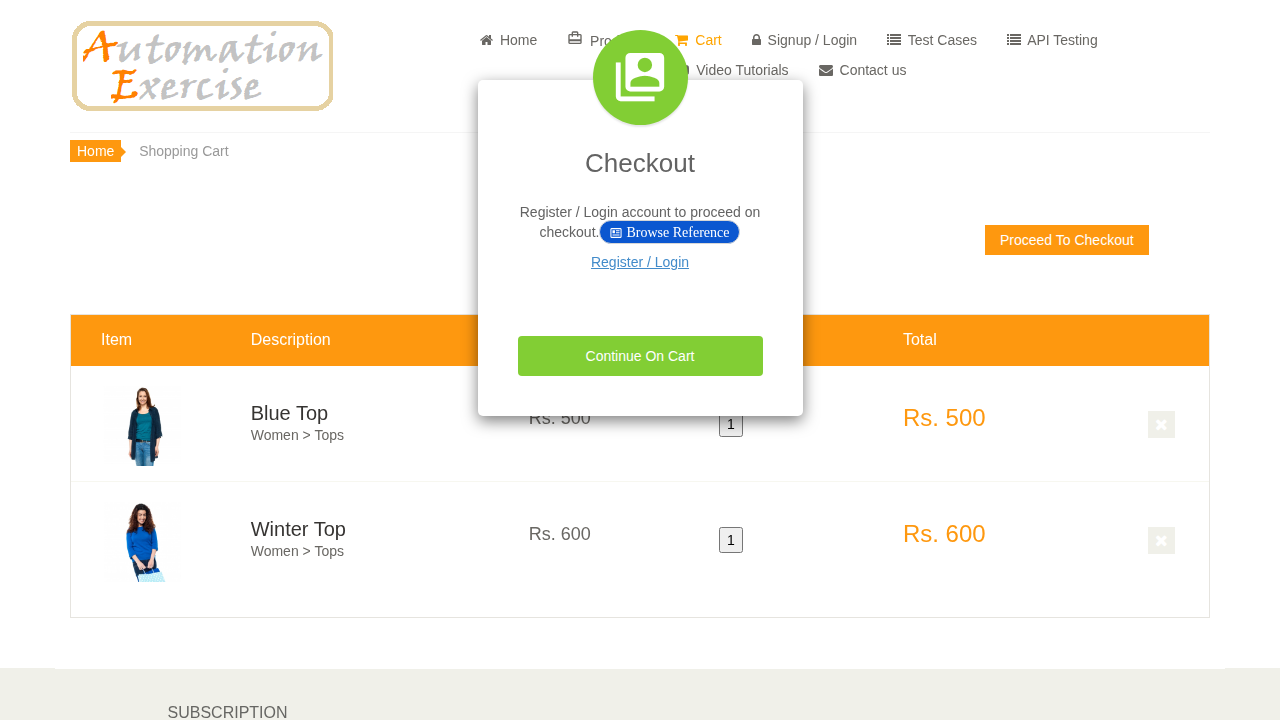 Automation
Exercise
Home
Cart
Signup / Login
Test Cases
API Testing
Video Tutorials
Contact us
Home
Shopping Cart
Checkout
Register / Login account to proceed on
checkout. Browse Reference
Register / Login
Continue On Cart
Proceed To Checkout
Item
Description
Total
Blue Top
Women > Tops
Rs. 500
1
Rs. 500
Winter Top
Women > Tops
Rs. 600
1
Rs. 600
SUBSCRIPTION